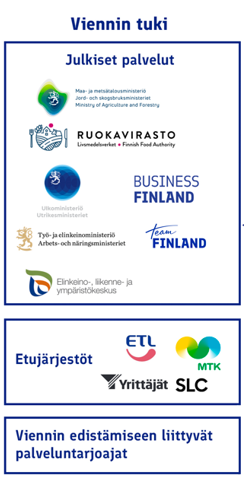 Viennin tuki
Julkiset palvelut
Maa- ja metsätalousministeriö
Jord- och skogsbruksministeriet
Ministry of Agriculture and Forestry
RUOKAVIRASTO
Livsmedelsverket • Finnish Food Authority
Ulkoministeriö
Utrikesministeriet
BUSINESS
FINLAND
Työ- ja elinkeinoministeriö
Arbets- och näringsministeriet
Team
FINLAND
Elinkeino-, liikenne- ja
ympäristökeskus
Etujärjestöt
ETL
MTK
Yrittäjät
SLC
Viennin edistämiseen liittyvät
palveluntarjoajat